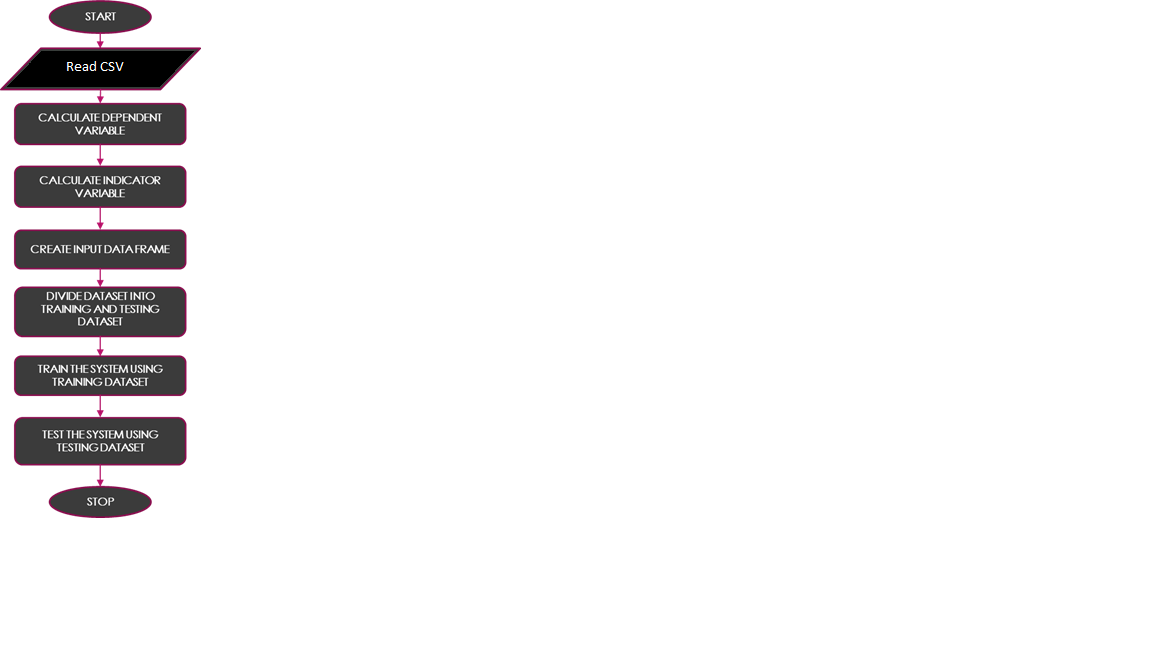 START
Read CSV
CALCULATE DEPENDENT
VARIABLE
CALCULATE INDICATOR
VARIABLE
CREATE INPUT DATA FRAME
DIVIDE DATASET INTO
TRAINING AND TESTING
DATASET
TRAIN THE SYSTEM USING
TRAINING DATASET
TEST THE SYSTEM USING
TESTING DATASET
STOP